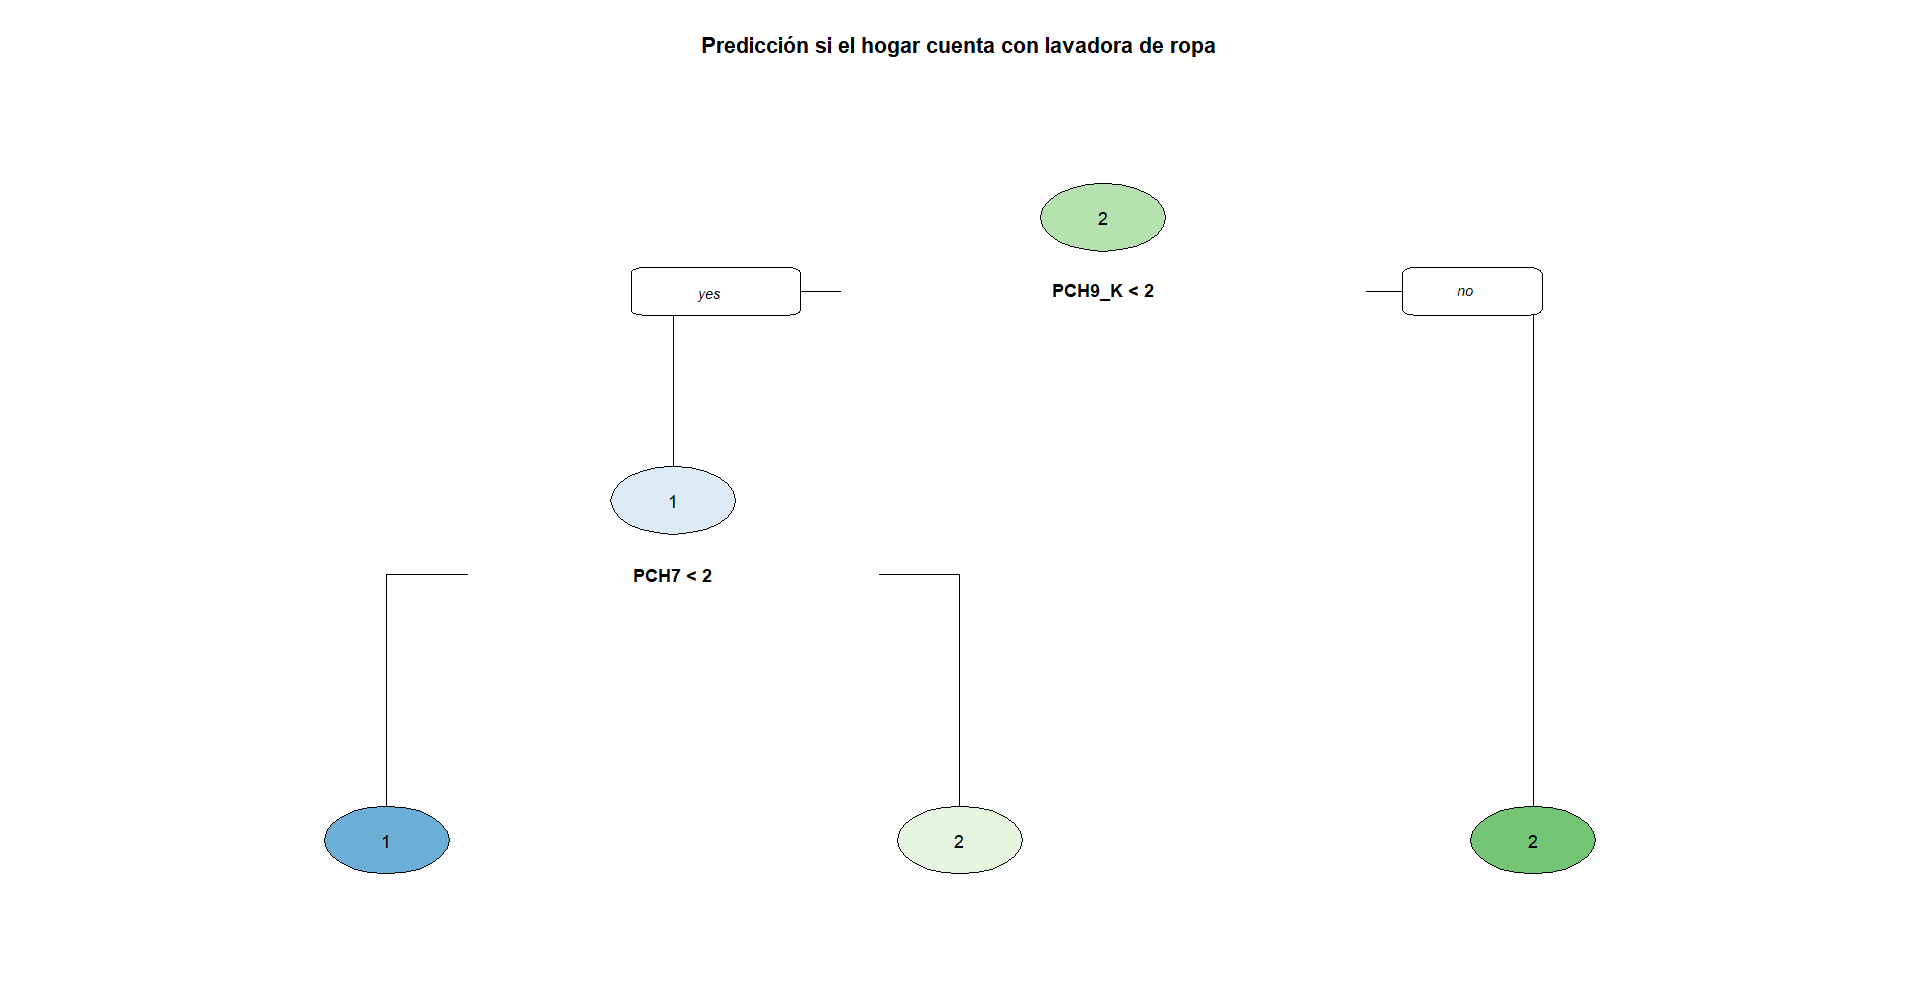 Predicción si el hogar cuenta con lavadora de ropa
2
yes
PCH9_K < 2
no
1
PCH7 < 2
1
2
2